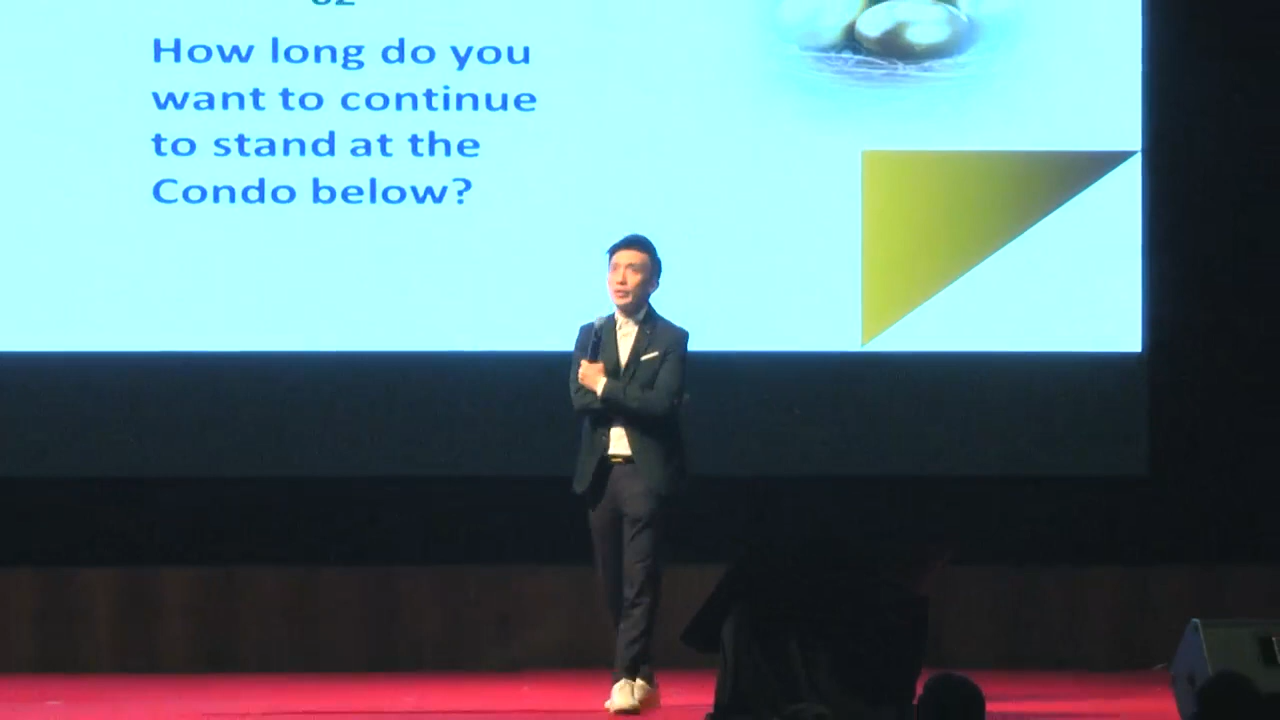 How long do you
want to continue
to stand at the
Condo below?